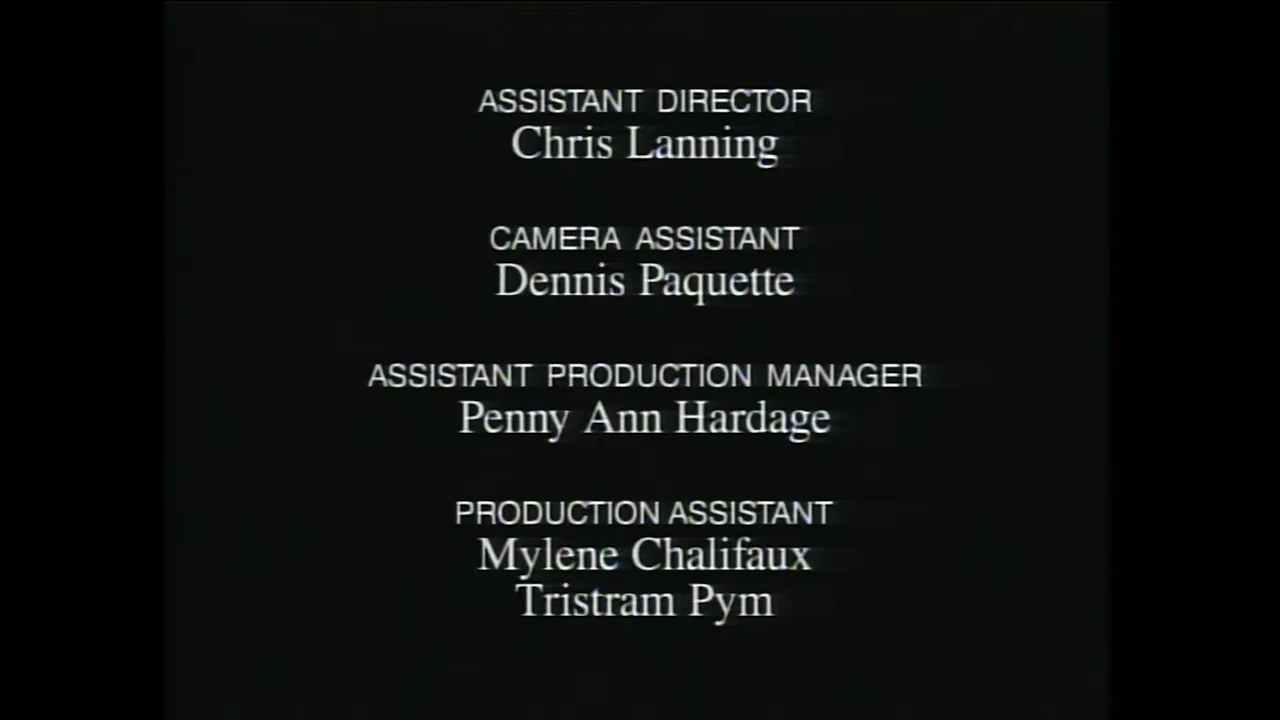 ASSISTANT DIRECTOR
Chris Lanning
CAMERA ASSISTANT
Dennis Paquette
ASSISTANT PRODUCTION MANAGER
Penny Ann Hardage
PRODUCTION ASSISTANT
Mylene Chalifaux
Tristram Pym